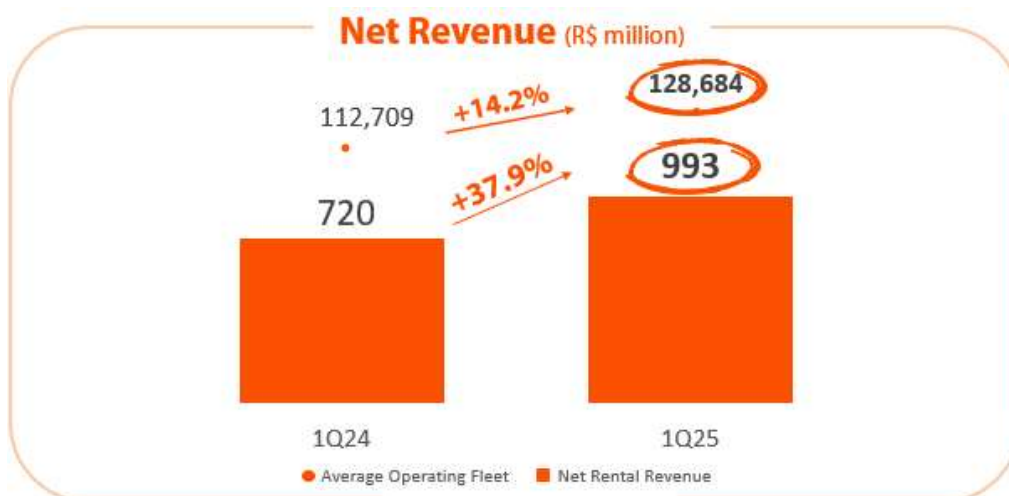 Net Revenue (R$ million)
128,684
+14.2%
112,709
993
+37.9%
720
1Q24 1Q25
Average Operating Fleet Net Rental Revenue